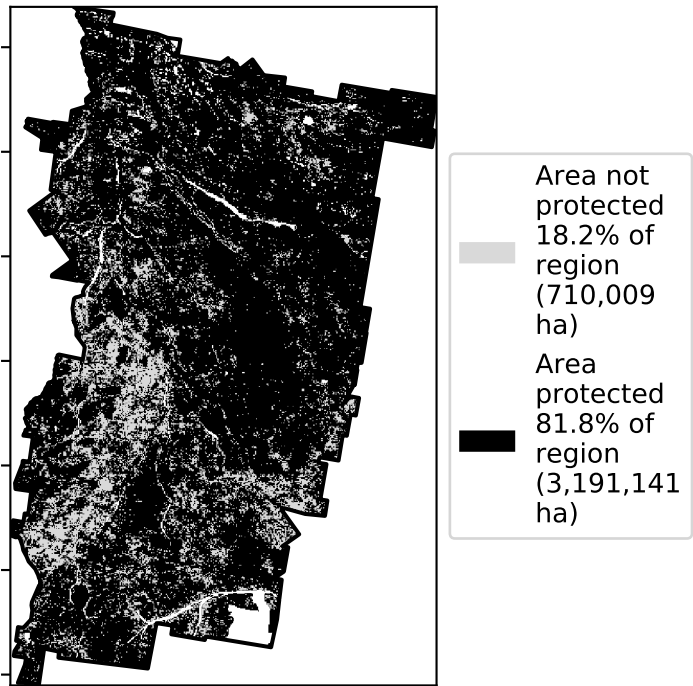 Area not
protected
18.2% of
region
(710,009
ha)
Area
protected
81.8% of
region
(3,191,141
ha)